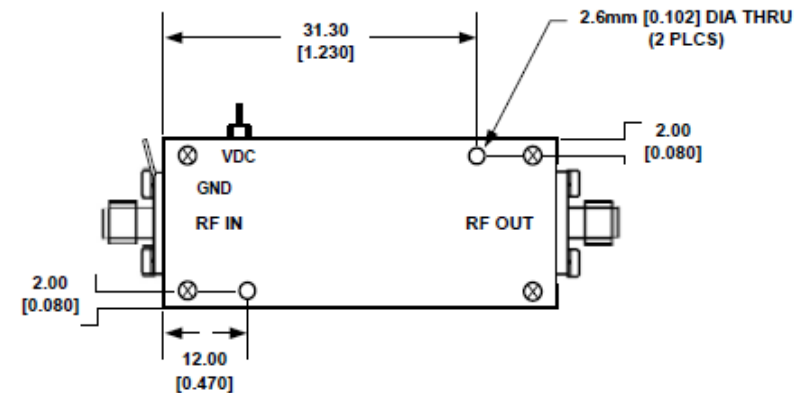 31.30
[1.230]
2.6mm [0.102] DIA THRU
(2 PLCS)
2.00
[0.080]
VDC
GND
RF IN
RF OUT
2.00
[0.080]
12.00
[0.470]